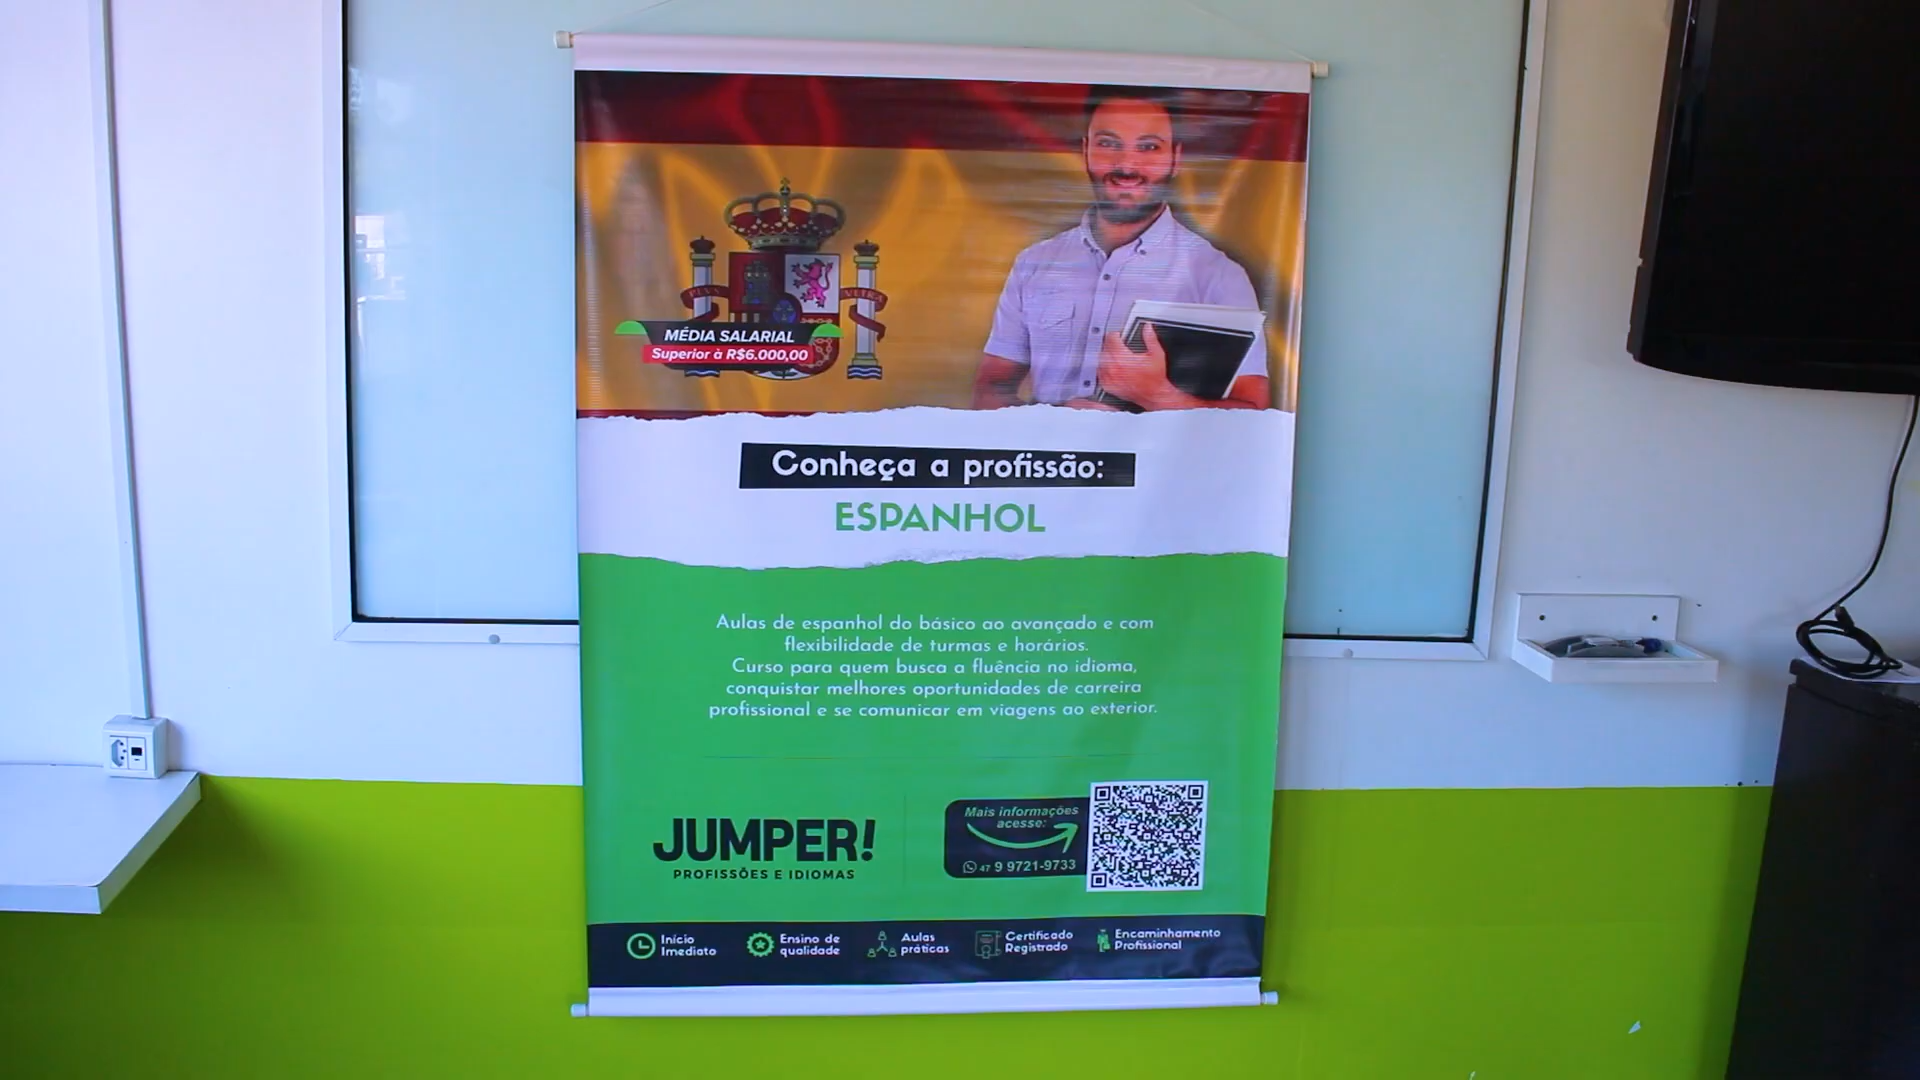 PLVS
VLTRA
MÉDIA SALARIAL
Superior à R$6.000,00
Conheça a profissão:
ESPANHOL
Aulas de espanhol do básico ao avançado e com
flexibilidade de turmas e horários.
Curso para quem busca a fluência no idioma,
conquistar melhores oportunidades de carreira
profissional e se comunicar em viagens ao exterior.
JUMPER!
PROFISSÕES E IDIOMAS
Mais informações
acesse:
47 9 9721-9733
Início
Imediato
Ensino de
qualidade
Aulas
práticas
Certificado
Registrado
Encaminhamento
Profissional